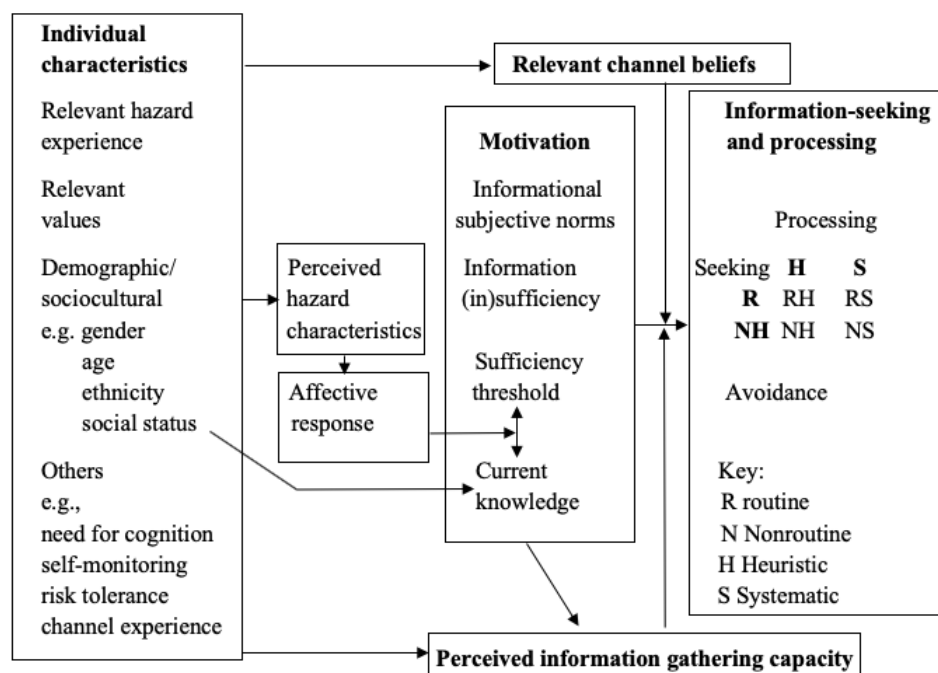 Individual
characteristics
Relevant hazard
experience
Relevant
values
Demographic/
sociocultural
e.g. gender
age
ethnicity
social status
Others
e.g.,
need for cognition
self-monitoring
risk tolerance
channel experience
Perceived
hazard
characteristics
Affective
response
Relevant channel beliefs
Motivation
Informational
subjective norms
Information
(in)sufficiency
Sufficiency
threshold
Current
knowledge
Perceived information gathering capacity
Information-seeking
and processing
Processing
Seeking H S
R RH RS
NH NH NS
Avoidance
Key:
R routine
N Nonroutine
H Heuristic
S Systematic